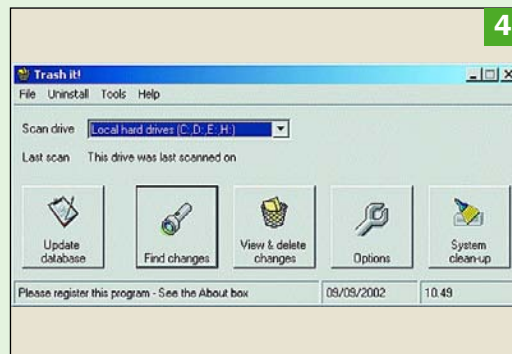 4
Trash it!
File Uninstall Tools Help
Scan drive Local hard drives (C:,D:,E:,H:)
Last scan This drive was last scanned on
Update database
Find changes
View & delete changes
Options
System clean-up
Please register this program - See the About box 09/09/2002 10.49